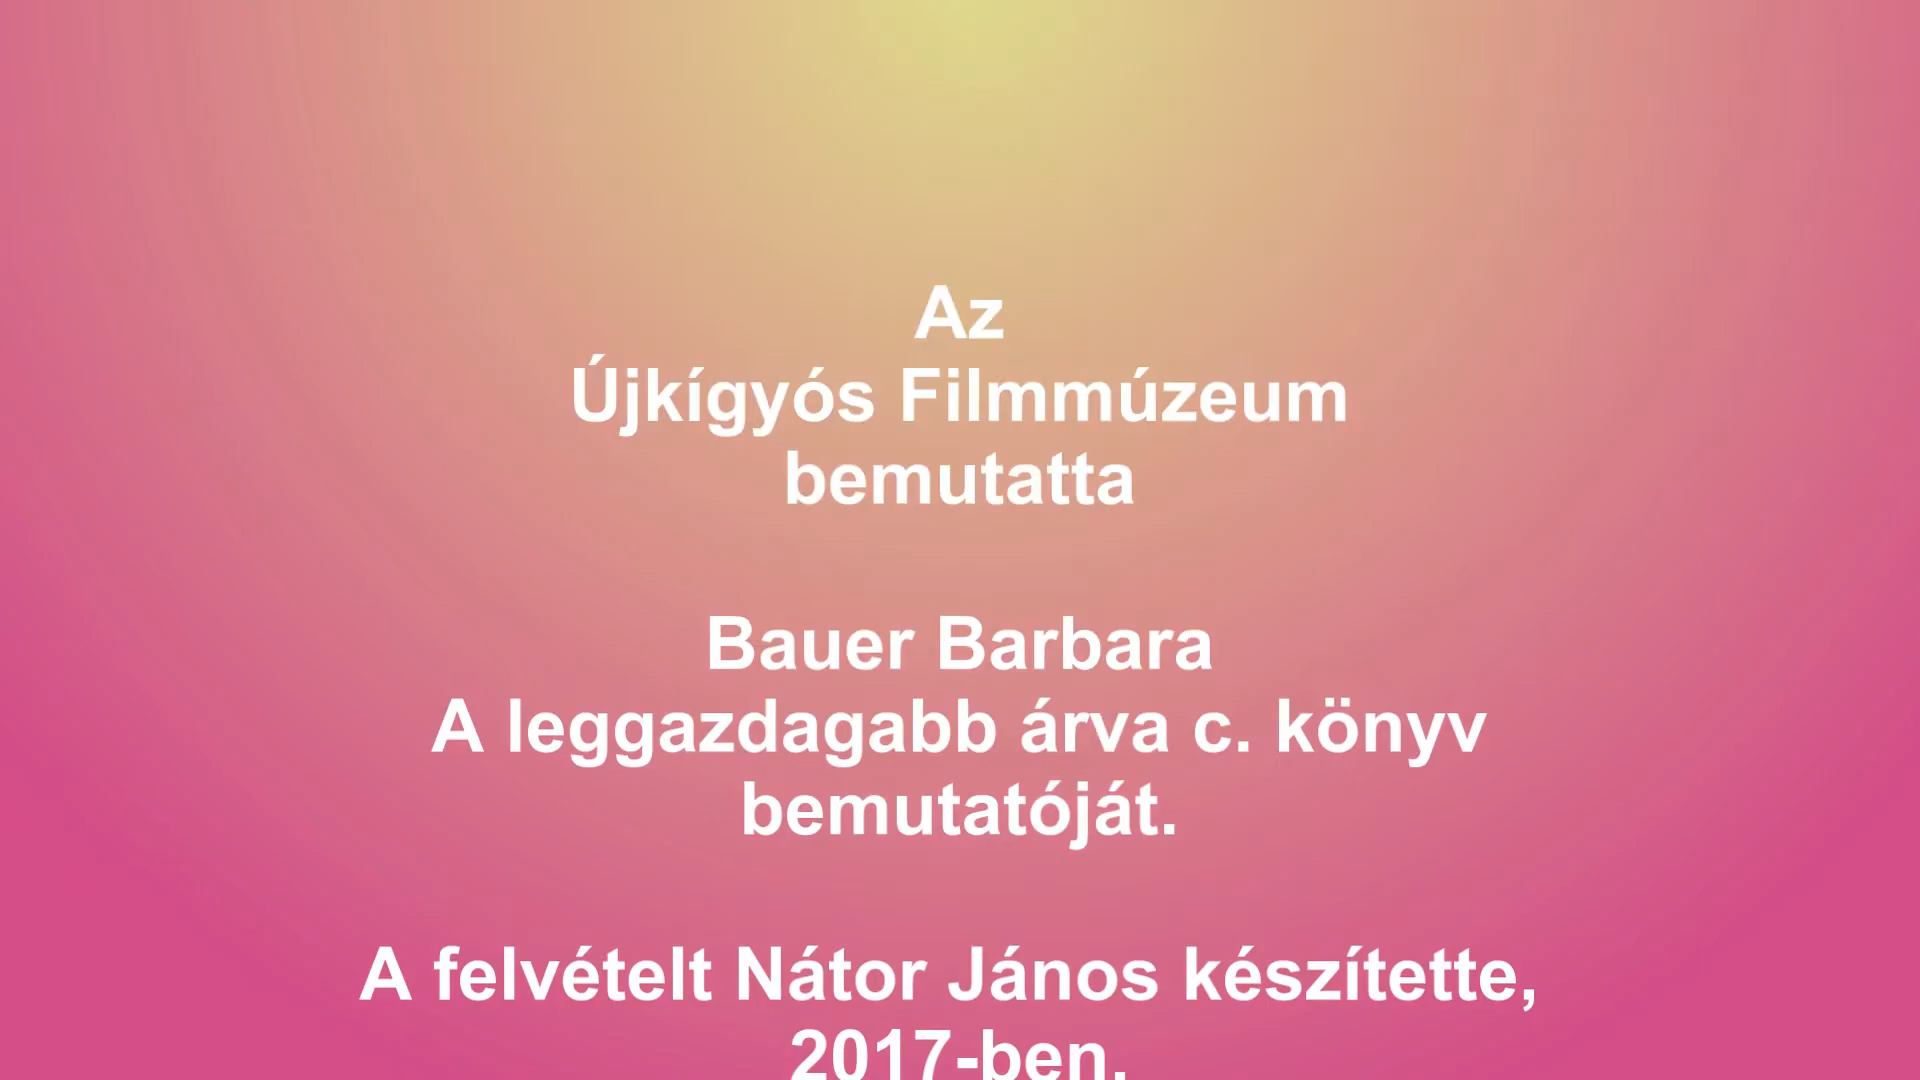 Az
Újkígyós Filmmúzeum
bemutatta
Bauer Barbara
A leggazdagabb árva c. könyv
bemutatóját.
A felvételt Nátor János készítette,
2017-ben.